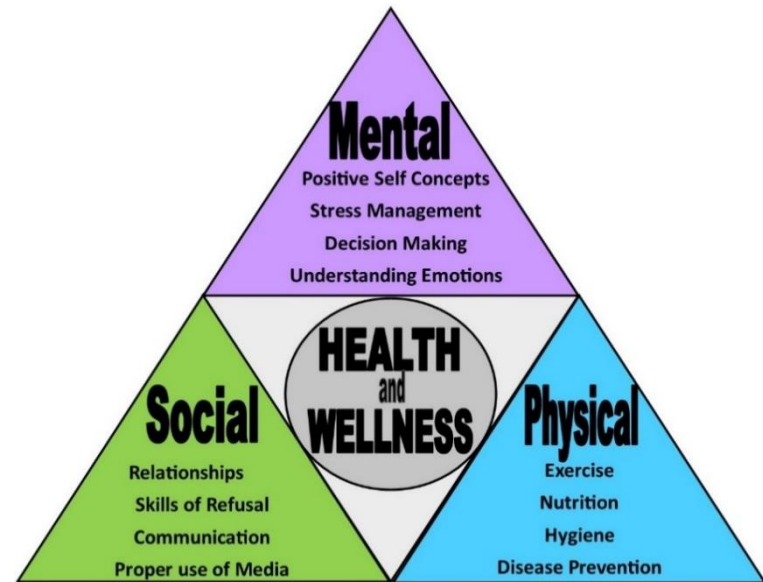 Mental
Positive Self Concepts
Stress Management
Decision Making
Understanding Emotions
HEALTH
and
WELLNESS
Social
Relationships
Skills of Refusal
Communication
Proper use of Media
Physical
Exercise
Nutrition
Hygiene
Disease Prevention